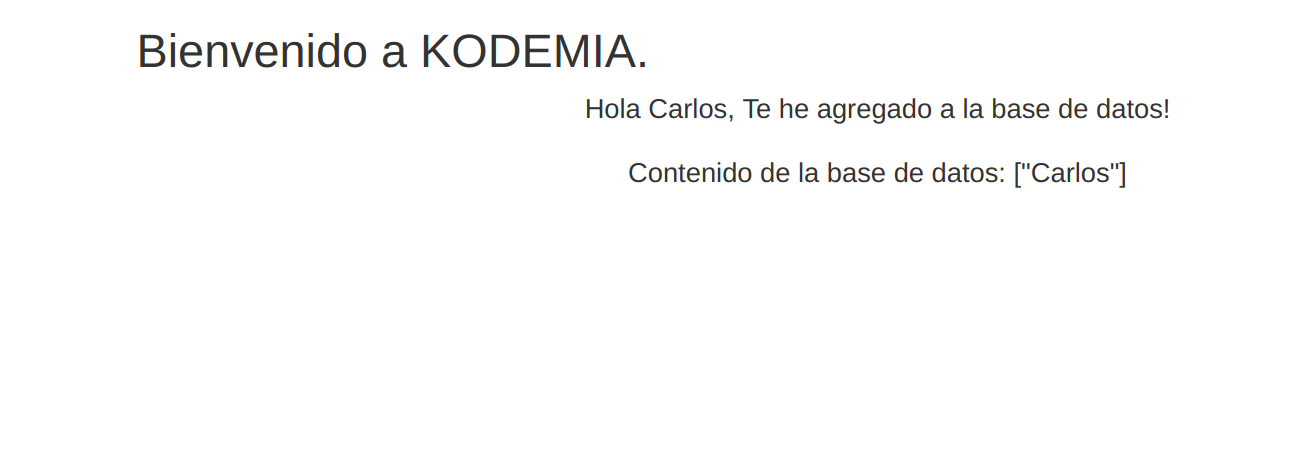 Bienvenido a KODEMIA.
Hola Carlos, Te he agregado a la base de datos!
Contenido de la base de datos: ["Carlos"]